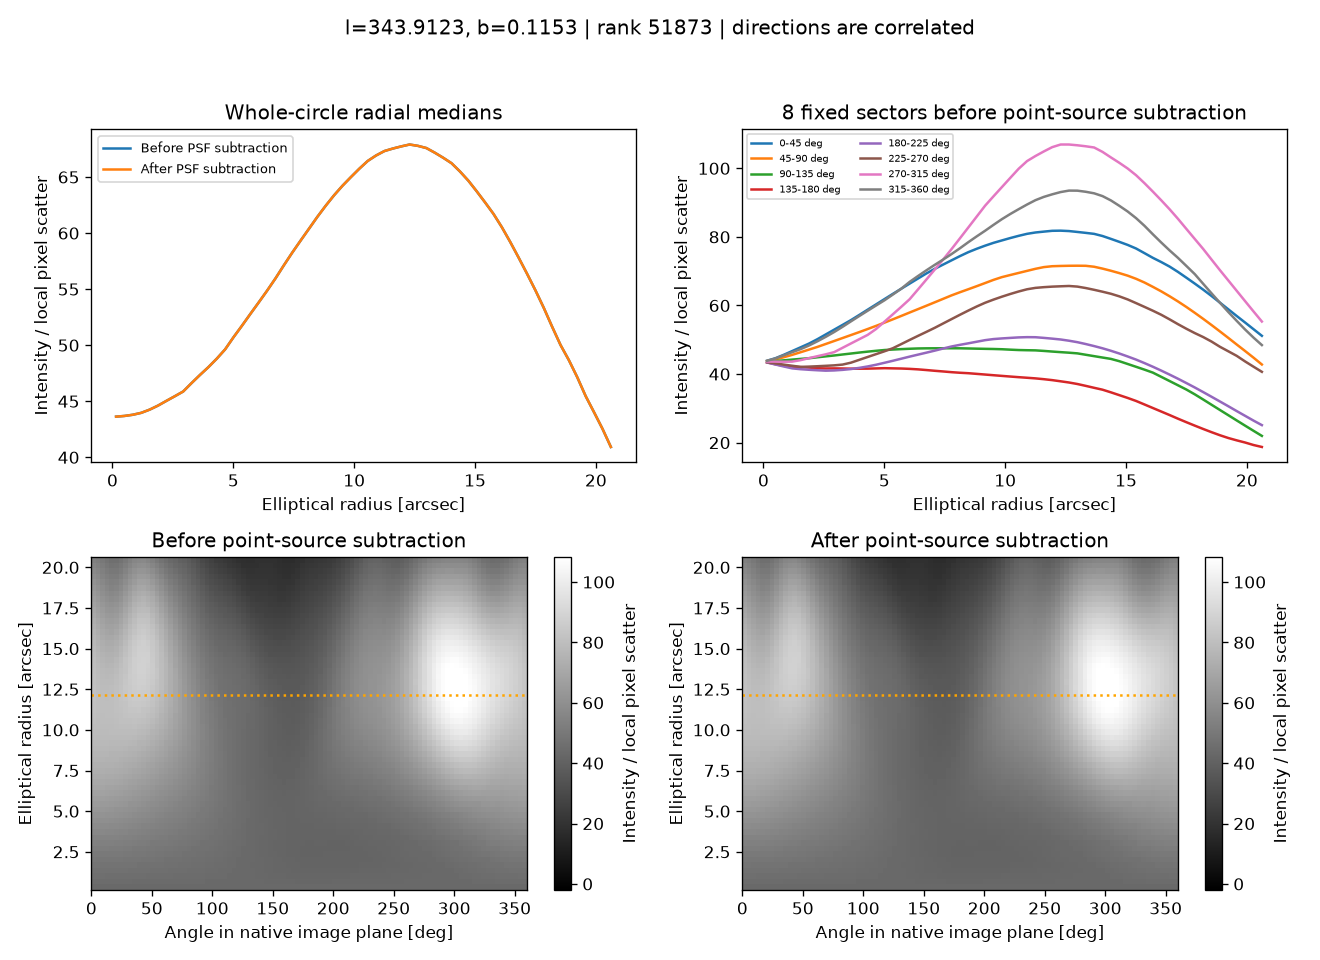 l=343.9123, b=0.1153 | rank 51873 | directions are correlated
Whole-circle radial medians
Before PSF subtraction
After PSF subtraction
65
60
55
50
45
40
Intensity / local pixel scatter
0 5 10 15 20
Elliptical radius [arcsec]
8 fixed sectors before point-source subtraction
0-45 deg
45-90 deg
90-135 deg
135-180 deg
180-225 deg
225-270 deg
270-315 deg
315-360 deg
100
80
60
40
20
Intensity / local pixel scatter
0 5 10 15 20
Elliptical radius [arcsec]
Before point-source subtraction
20.0
17.5
15.0
12.5
10.0
7.5
5.0
2.5
Elliptical radius [arcsec]
0 50 100 150 200 250 300 350
Angle in native image plane [deg]
100
80
60
40
20
0
Intensity / local pixel scatter
After point-source subtraction
20.0
17.5
15.0
12.5
10.0
7.5
5.0
2.5
Elliptical radius [arcsec]
0 50 100 150 200 250 300 350
Angle in native image plane [deg]
100
80
60
40
20
0
Intensity / local pixel scatter